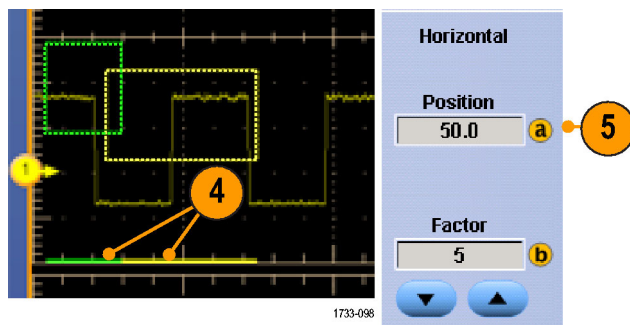 1
4
1733-098
Horizontal
Position
50.0 a
5
Factor
5 b